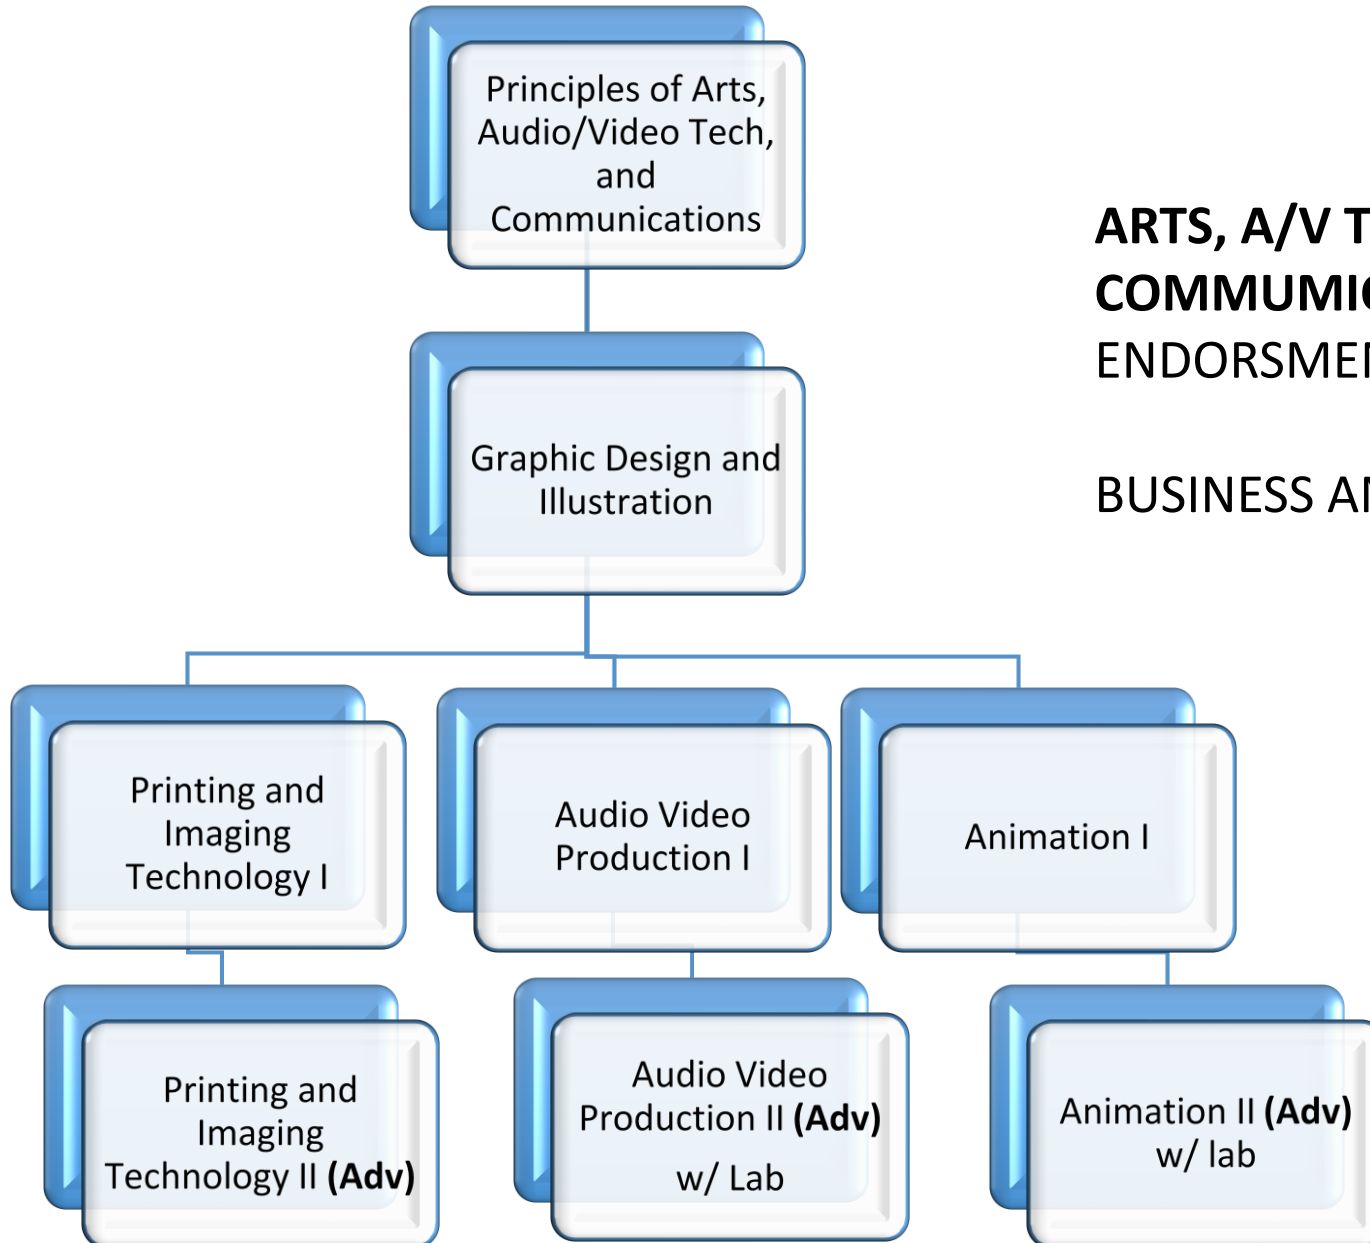 Principles of Arts,
Audio/Video Tech,
and
Communications
ARTS, A/V T
COMMUMIC
ENDORSMEN
BUSINESS AN
Graphic Design and
Illustration
Printing and
Imaging
Technology I
Audio Video
Production I
Animation I
Printing and
Imaging
Technology II (Adv)
Audio Video
Production II (Adv)
w/ Lab
Animation II (Adv)
w/ lab